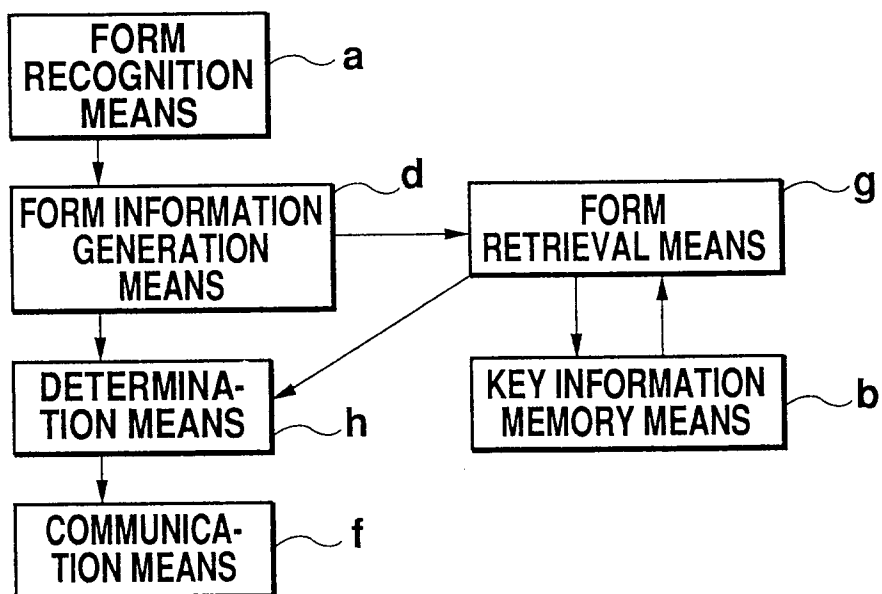 FORM
RECOGNITION
MEANS
a
FORM INFORMATION
GENERATION
MEANS
d
FORM
RETRIEVAL MEANS
g
DETERMINA-
TION MEANS
h
KEY INFORMATION
MEMORY MEANS
b
COMMUNICA-
TION MEANS
f